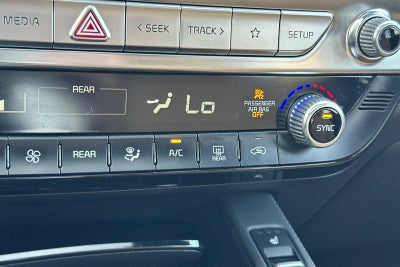 MEDIA
< SEEK
TRACK >
SETUP
REAR
Lo
PASSENGER
AIR BAG
OFF
SYNC
REAR
A/C
REAR